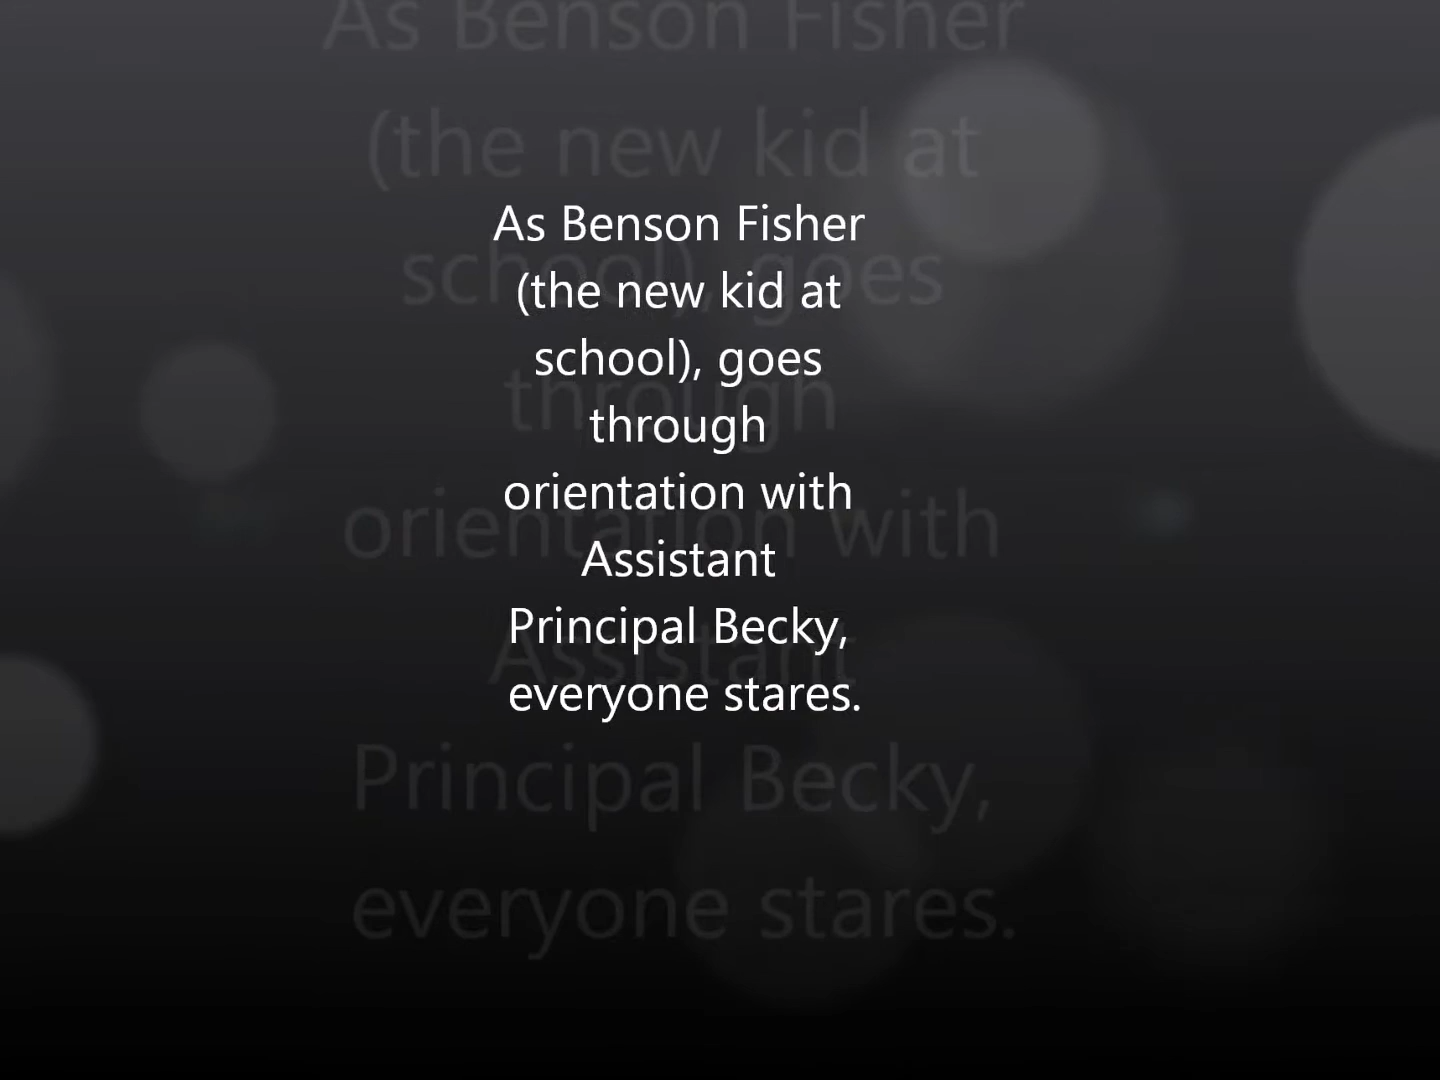 As Benson Fisher
(the new kid at
school), goes
through
orientation with
Assistant
Principal Becky,
everyone stares.